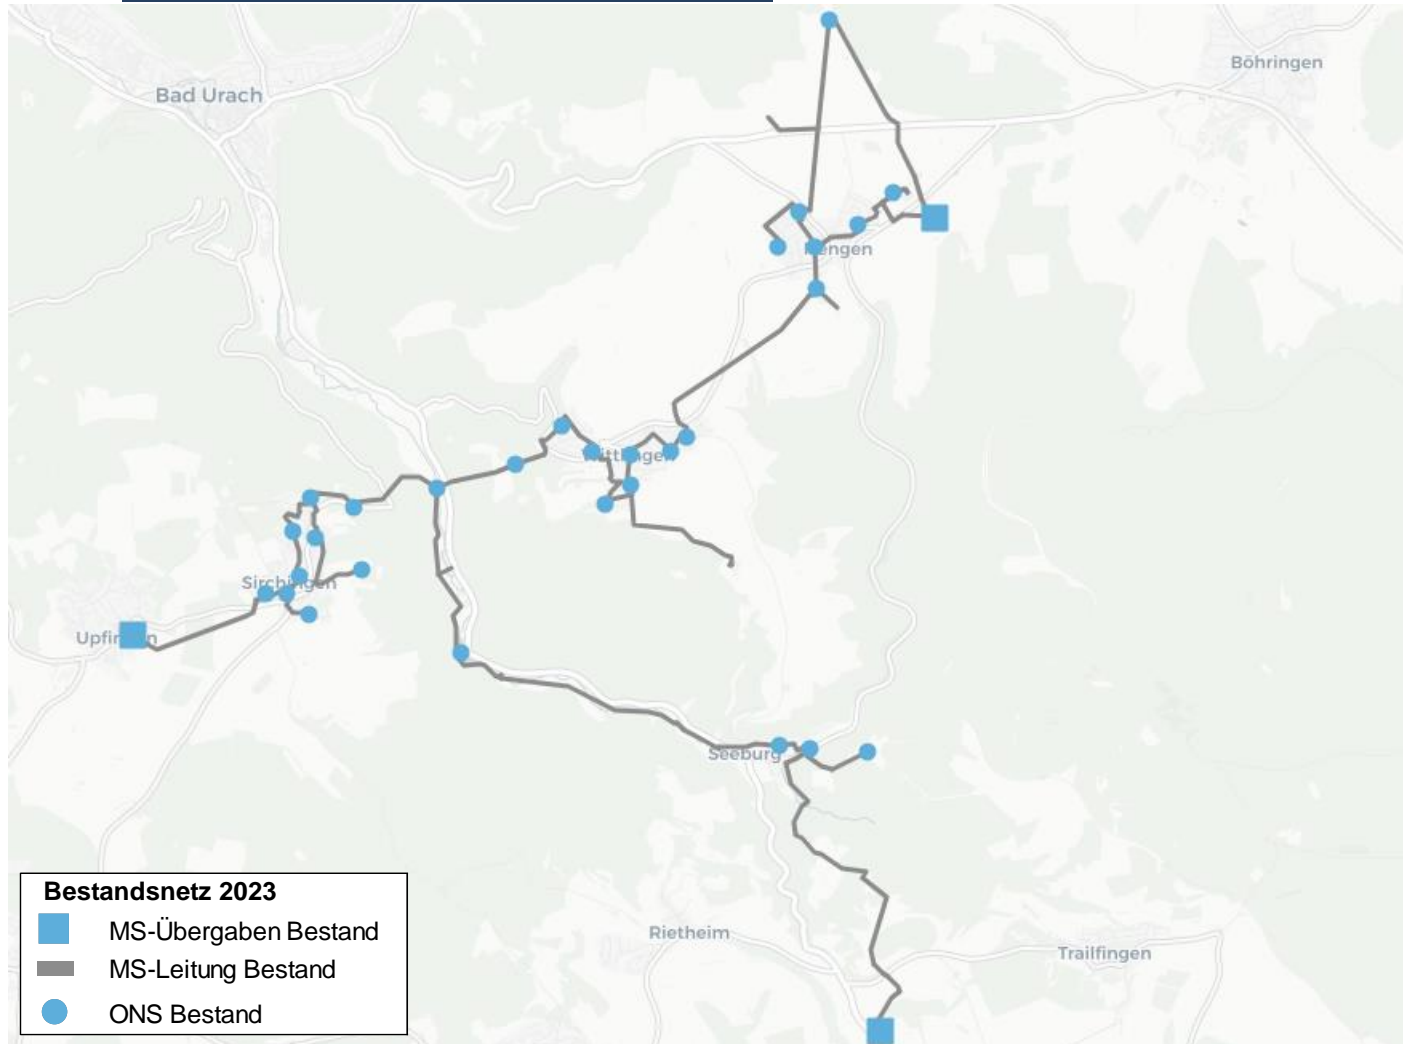 Böhringen
Bad Urach
Sirchingen
Seeburg
Rietheim
Trailfingen
Bestandsnetz 2023
MS-Übergaben Bestand
MS-Leitung Bestand
ONS Bestand